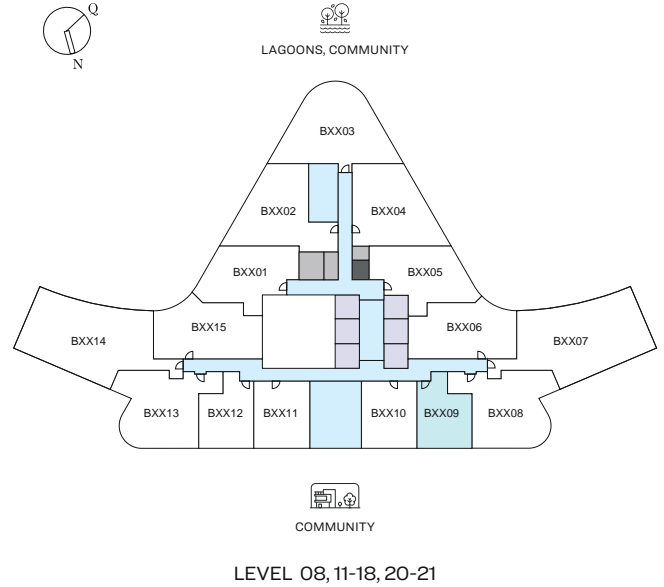 Q
N
LAGOONS, COMMUNITY
BXX03
BXX02
BXX04
BXX01
BXX05
BXX14
BXX15
BXX06
BXX07
BXX13
BXX12
BXX11
BXX10
BXX09
BXX08
COMMUNITY
LEVEL 08, 11-18, 20-21